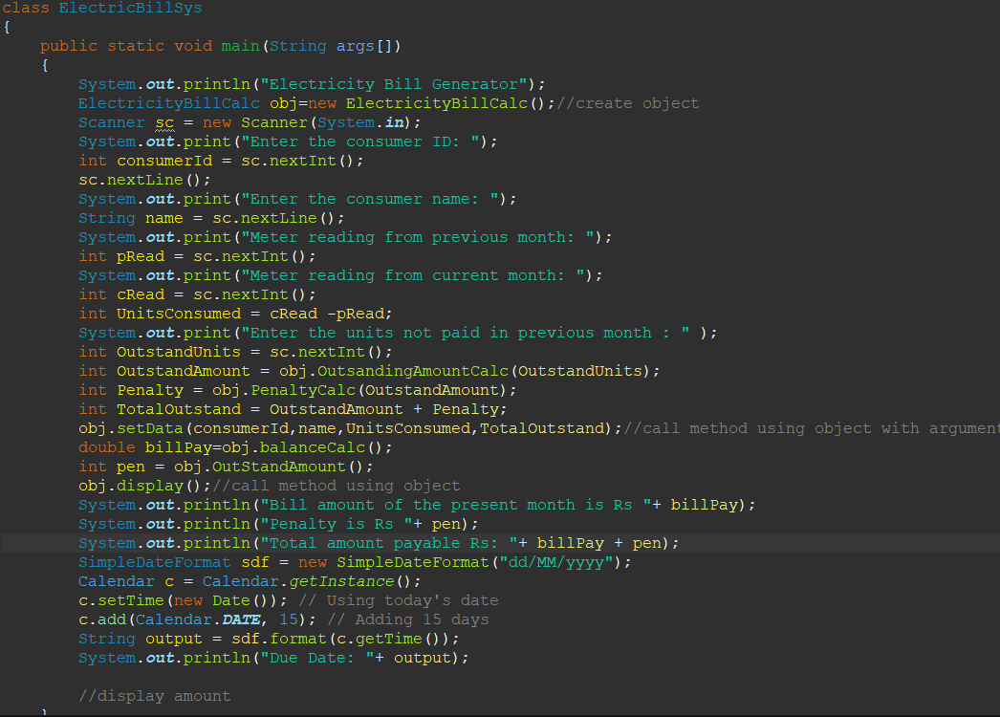 class ElectricBillSys
{
public static void main(String args[])
{
System.out.println("Electricity Bill Generator");
ElectricityBillCalc obj=new ElectricityBillCalc();//create object
Scanner sc = new Scanner(System.in);
System.out.print("Enter the consumer ID: ");
int consumerId = sc.nextInt();
sc.nextLine();
System.out.print("Enter the consumer name: ");
String name = sc.nextLine();
System.out.print("Meter reading from previous month: ");
int pRead = sc.nextInt();
System.out.print("Meter reading from current month: ");
int cRead = sc.nextInt();
int UnitsConsumed = cRead -pRead;
System.out.print("Enter the units not paid in previous month : " );
int OutstandUnits = sc.nextInt();
int OutstandAmount = obj.OutsandingAmountCalc(OutstandUnits);
int Penalty = obj.PenaltyCalc(OutstandAmount);
int TotalOutstand = OutstandAmount + Penalty;
obj.setData(consumerId,name,UnitsConsumed,TotalOutstand);//call method using object with argument
double billPay=obj.balanceCalc();
int pen = obj.OutStandAmount();
obj.display();//call method using object
System.out.println("Bill amount of the present month is Rs "+ billPay);
System.out.println("Penalty is Rs "+ pen);
System.out.println("Total amount payable Rs: "+ billPay + pen);
SimpleDateFormat sdf = new SimpleDateFormat("dd/MM/yyyy");
Calendar c = Calendar.getInstance();
c.setTime(new Date()); // Using today's date
c.add(Calendar.DATE, 15); // Adding 15 days
String output = sdf.format(c.getTime());
System.out.println("Due Date: "+ output);
//display amount
}